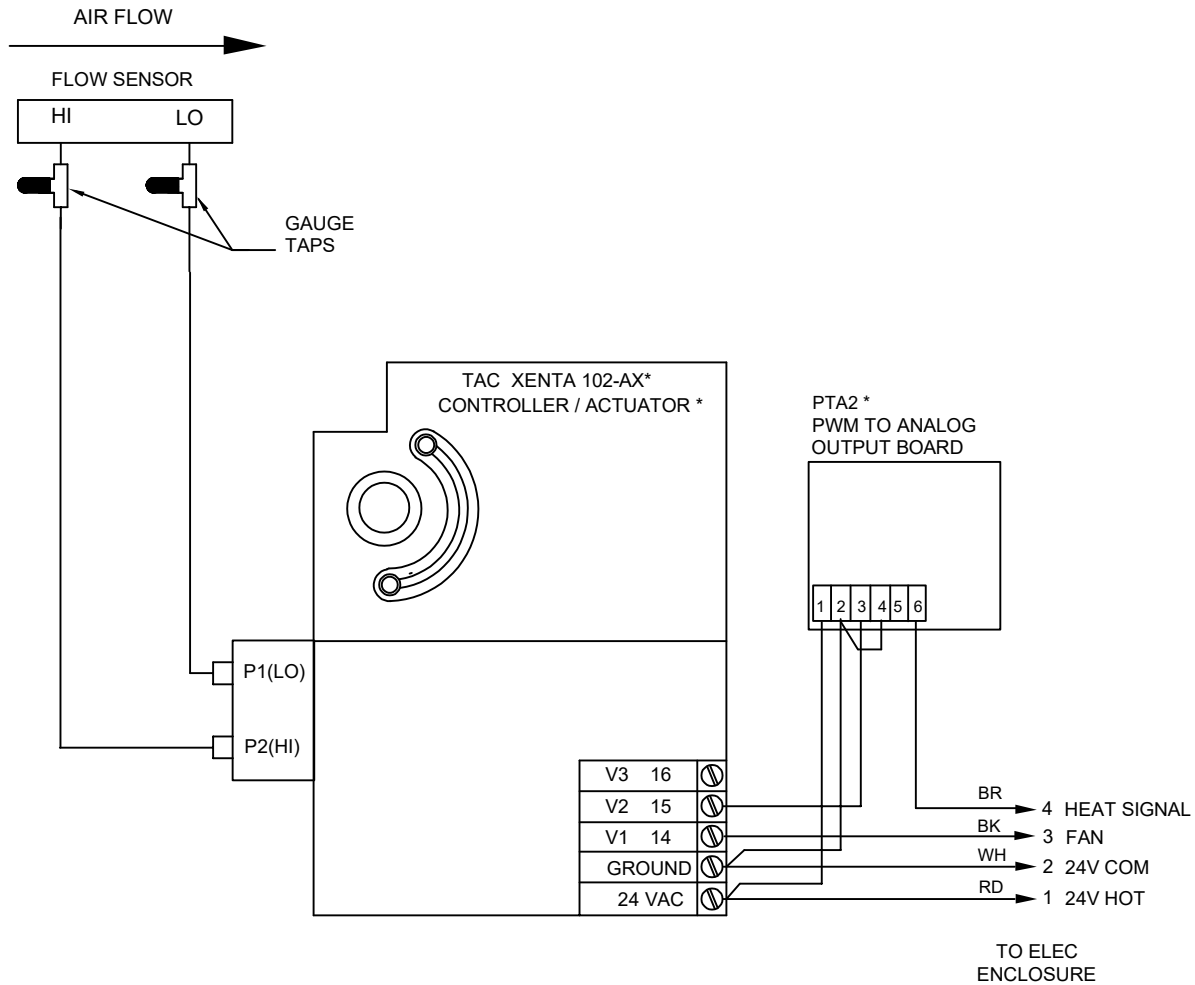 AIR FLOW
FLOW SENSOR
HI LO
GAUGE
TAPS
TAC XENTA 102-AX*
CONTROLLER / ACTUATOR *
PTA2 *
PWM TO ANALOG
OUTPUT BOARD
1 2 3 4 5 6
P1(LO)
P2(HI)
V3 16
V2 15
V1 14
GROUND
24 VAC
BR 4 HEAT SIGNAL
BK 3 FAN
WH 2 24V COM
RD 1 24V HOT
TO ELEC
ENCLOSURE